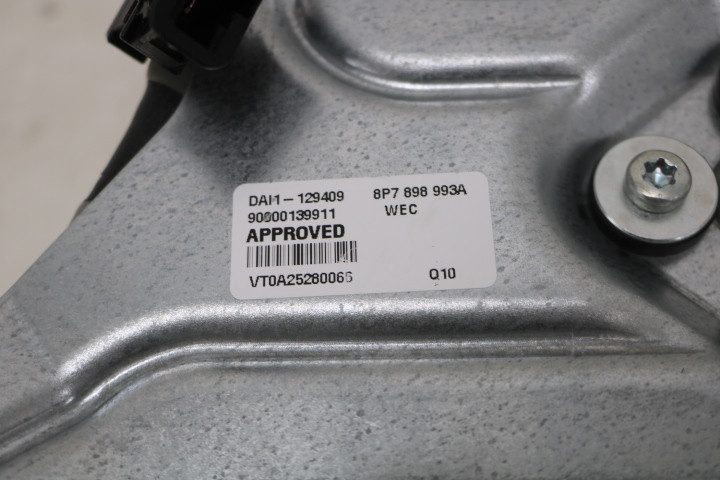 DAI1-129409 8P7 898 993A
90000139911 WEC
APPROVED
VT0A25280066 Q10